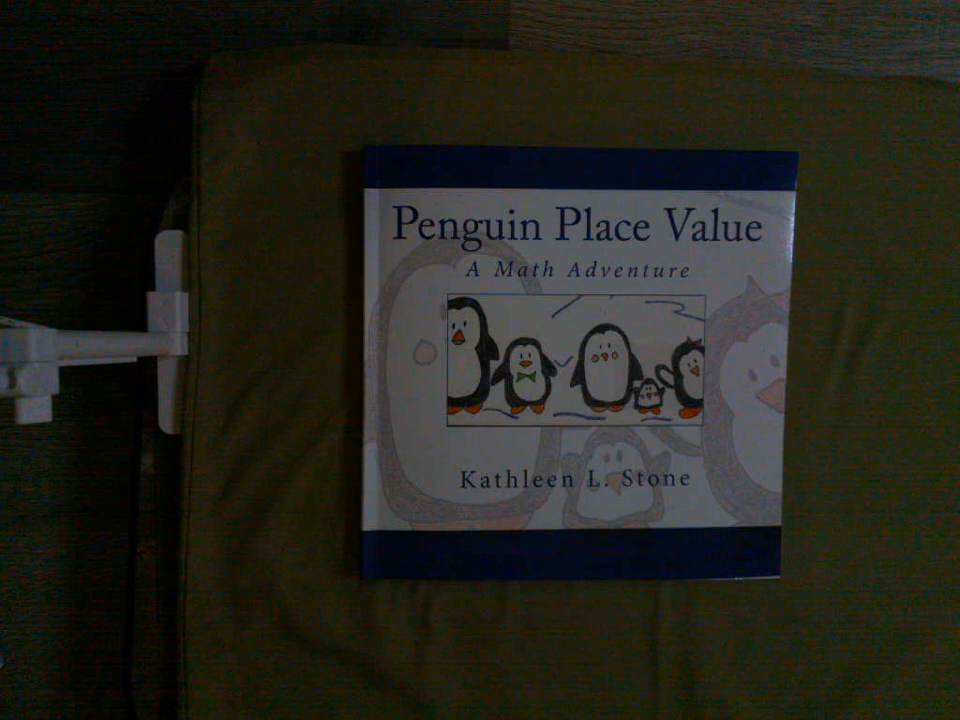 Penguin Place Value
A Math Adventure
Kathleen L. Stone